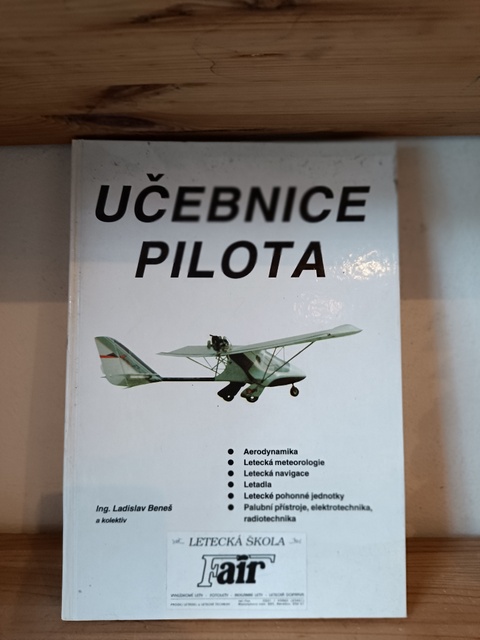 UČEBNICE
PILOTA
● Aerodynamika
● Letecká meteorologie
● Letecká navigace
● Letadla
● Letecké pohonné jednotky
● Palubní přístroje, elektrotechnika,
radiotechnika
Ing. Ladislav Beneš
a kolektiv
LETECKÁ ŠKOLA
F air